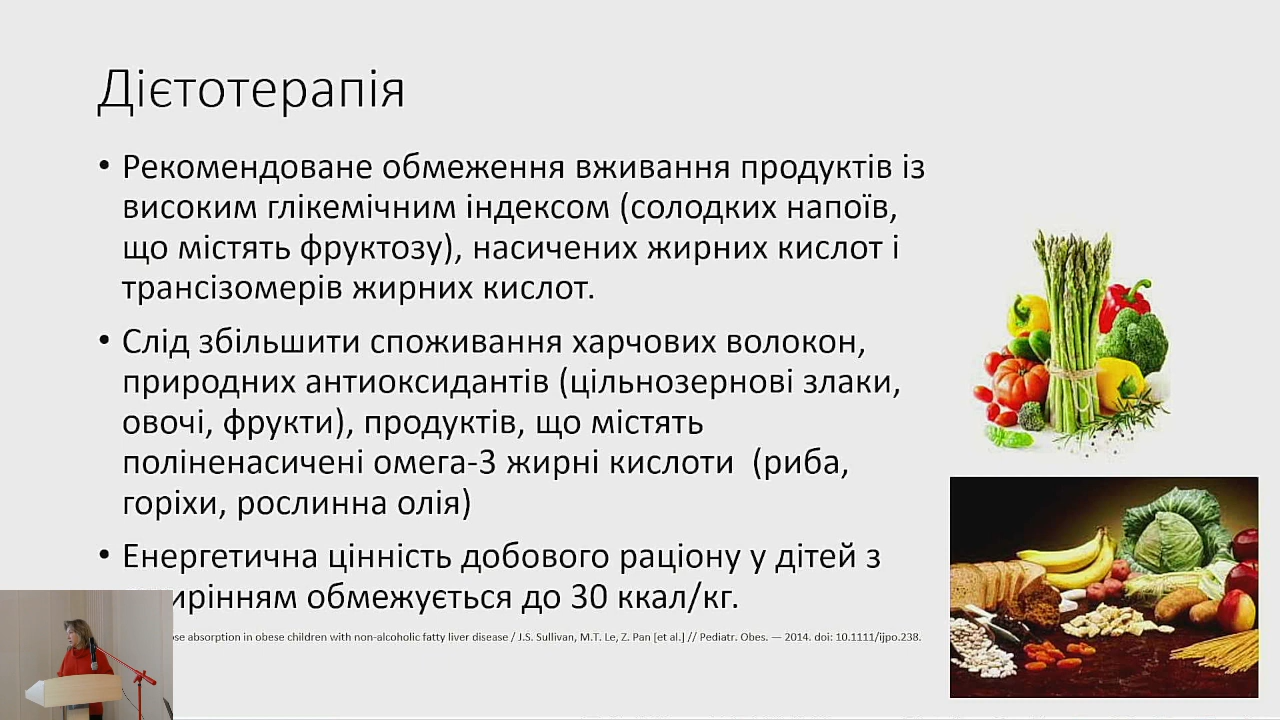 Дієтотерапія
• Рекомендоване обмеження вживання продуктів із
високим глікемічним індексом (солодких напоїв,
що містять фруктозу), насичених жирних кислот і
трансізомерів жирних кислот.
• Слід збільшити споживання харчових волокон,
природних антиоксидантів (цільнозернові злаки,
овочі, фрукти), продуктів, що містять
поліненасичені омега-3 жирні кислоти (риба,
горіхи, рослинна олія)
• Енергетична цінність добового раціону у дітей з
обмежується до 30 ккал/кг.
absorption in obese children with non-alcoholic fatty liver disease / J.S. Sullivan, M.T. Le, Z. Pan [et al.] // Pediatr. Obes. — 2014. doi: 10.1111/ijpo.238.